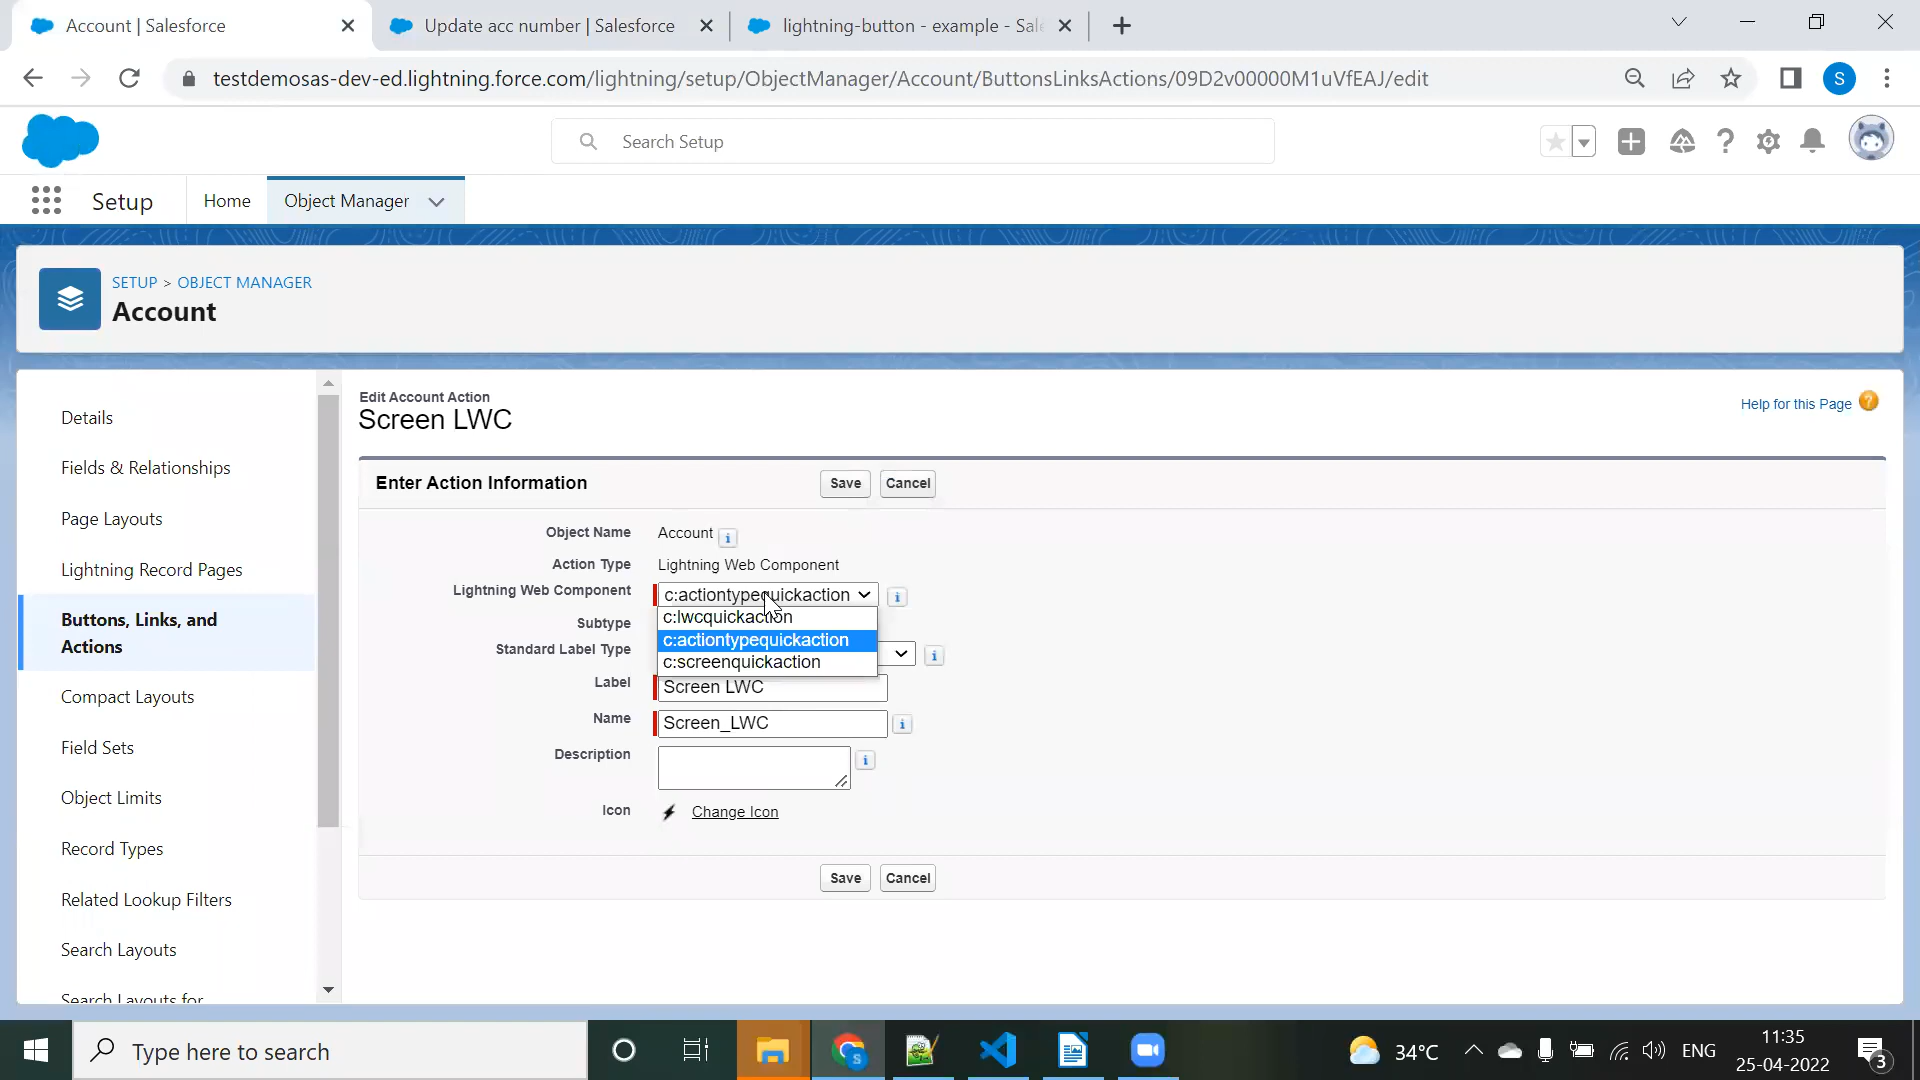 Account | Salesforce
Update acc number | Salesforce
lightning-button - example - Sale
testdemosas-dev-ed.lightning.force.com/lightning/setup/ObjectManager/Account/ButtonsLinksActions/09D2v00000M1uVfEAJ/edit
S
Search Setup
Setup
Home
Object Manager
SETUP > OBJECT MANAGER
Account
Details
Fields & Relationships
Page Layouts
Lightning Record Pages
Buttons, Links, and
Actions
Compact Layouts
Field Sets
Object Limits
Record Types
Related Lookup Filters
Search Layouts
Search Layouts for
Edit Account Action
Screen LWC
Help for this Page
Enter Action Information
Save
Cancel
Object Name Account
Action Type Lightning Web Component
Lightning Web Component c:actiontypequickaction
c:lwcquickaction
c:actiontypequickaction
c:screenquickaction
Subtype
Standard Label Type
Label Screen LWC
Name Screen_LWC
Description
Icon Change Icon
Save
Cancel
Type here to search
S
34°C
ENG
11:35
25-04-2022
3